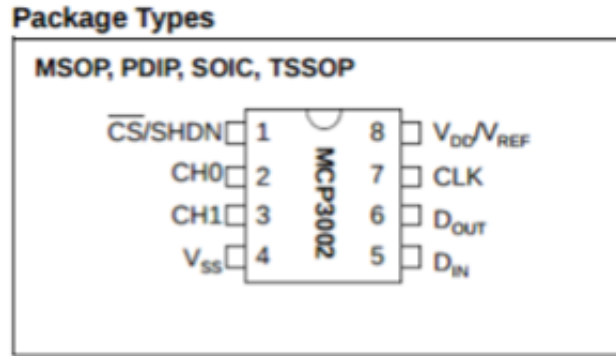 Package Types
MSOP, PDIP, SOIC, TSSOP
C̅S̅/SHDN 1 8 VDD/VREF
CH0 2 7 CLK
CH1 3 6 DOUT
VSS 4 5 DIN
MCP3002